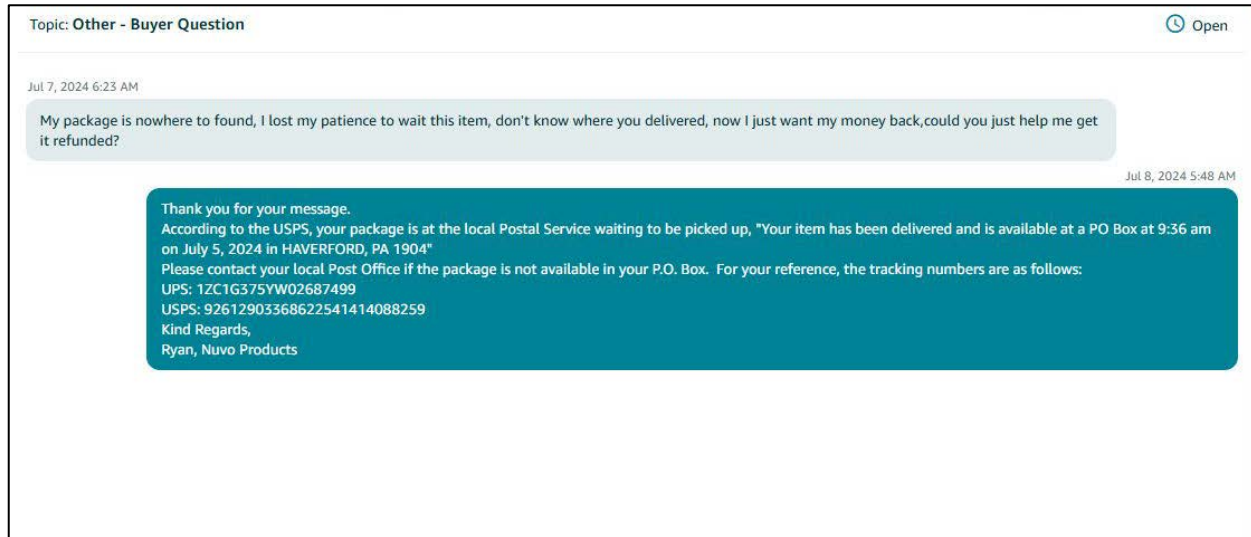 Topic: Other - Buyer Question
Open
Jul 7, 2024 6:23 AM
My package is nowhere to found, I lost my patience to wait this item, don't know where you delivered, now I just want my money back,could you just help me get
it refunded?
Jul 8, 2024 5:48 AM
Thank you for your message.
According to the USPS, your package is at the local Postal Service waiting to be picked up, "Your item has been delivered and is available at a PO Box at 9:36 am
on July 5, 2024 in HAVERFORD, PA 1904"
Please contact your local Post Office if the package is not available in your P.O. Box.  For your reference, the tracking numbers are as follows:
UPS: 1ZC1G375YW02687499
USPS: 92612903368622541414088259
Kind Regards,
Ryan, Nuvo Products